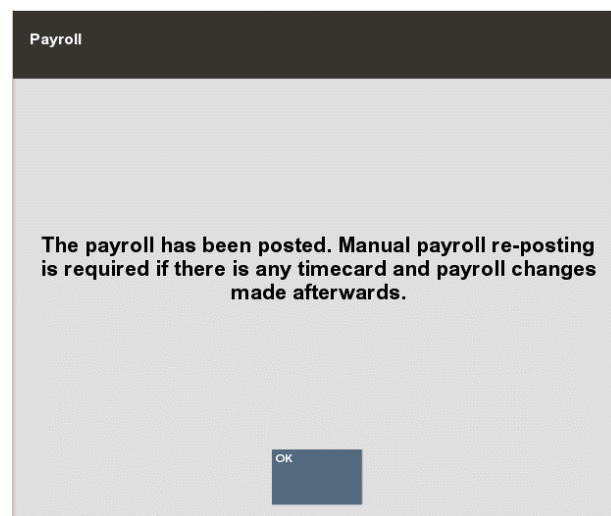 Payroll
The payroll has been posted. Manual payroll re-posting
is required if there is any timecard and payroll changes
made afterwards.
OK